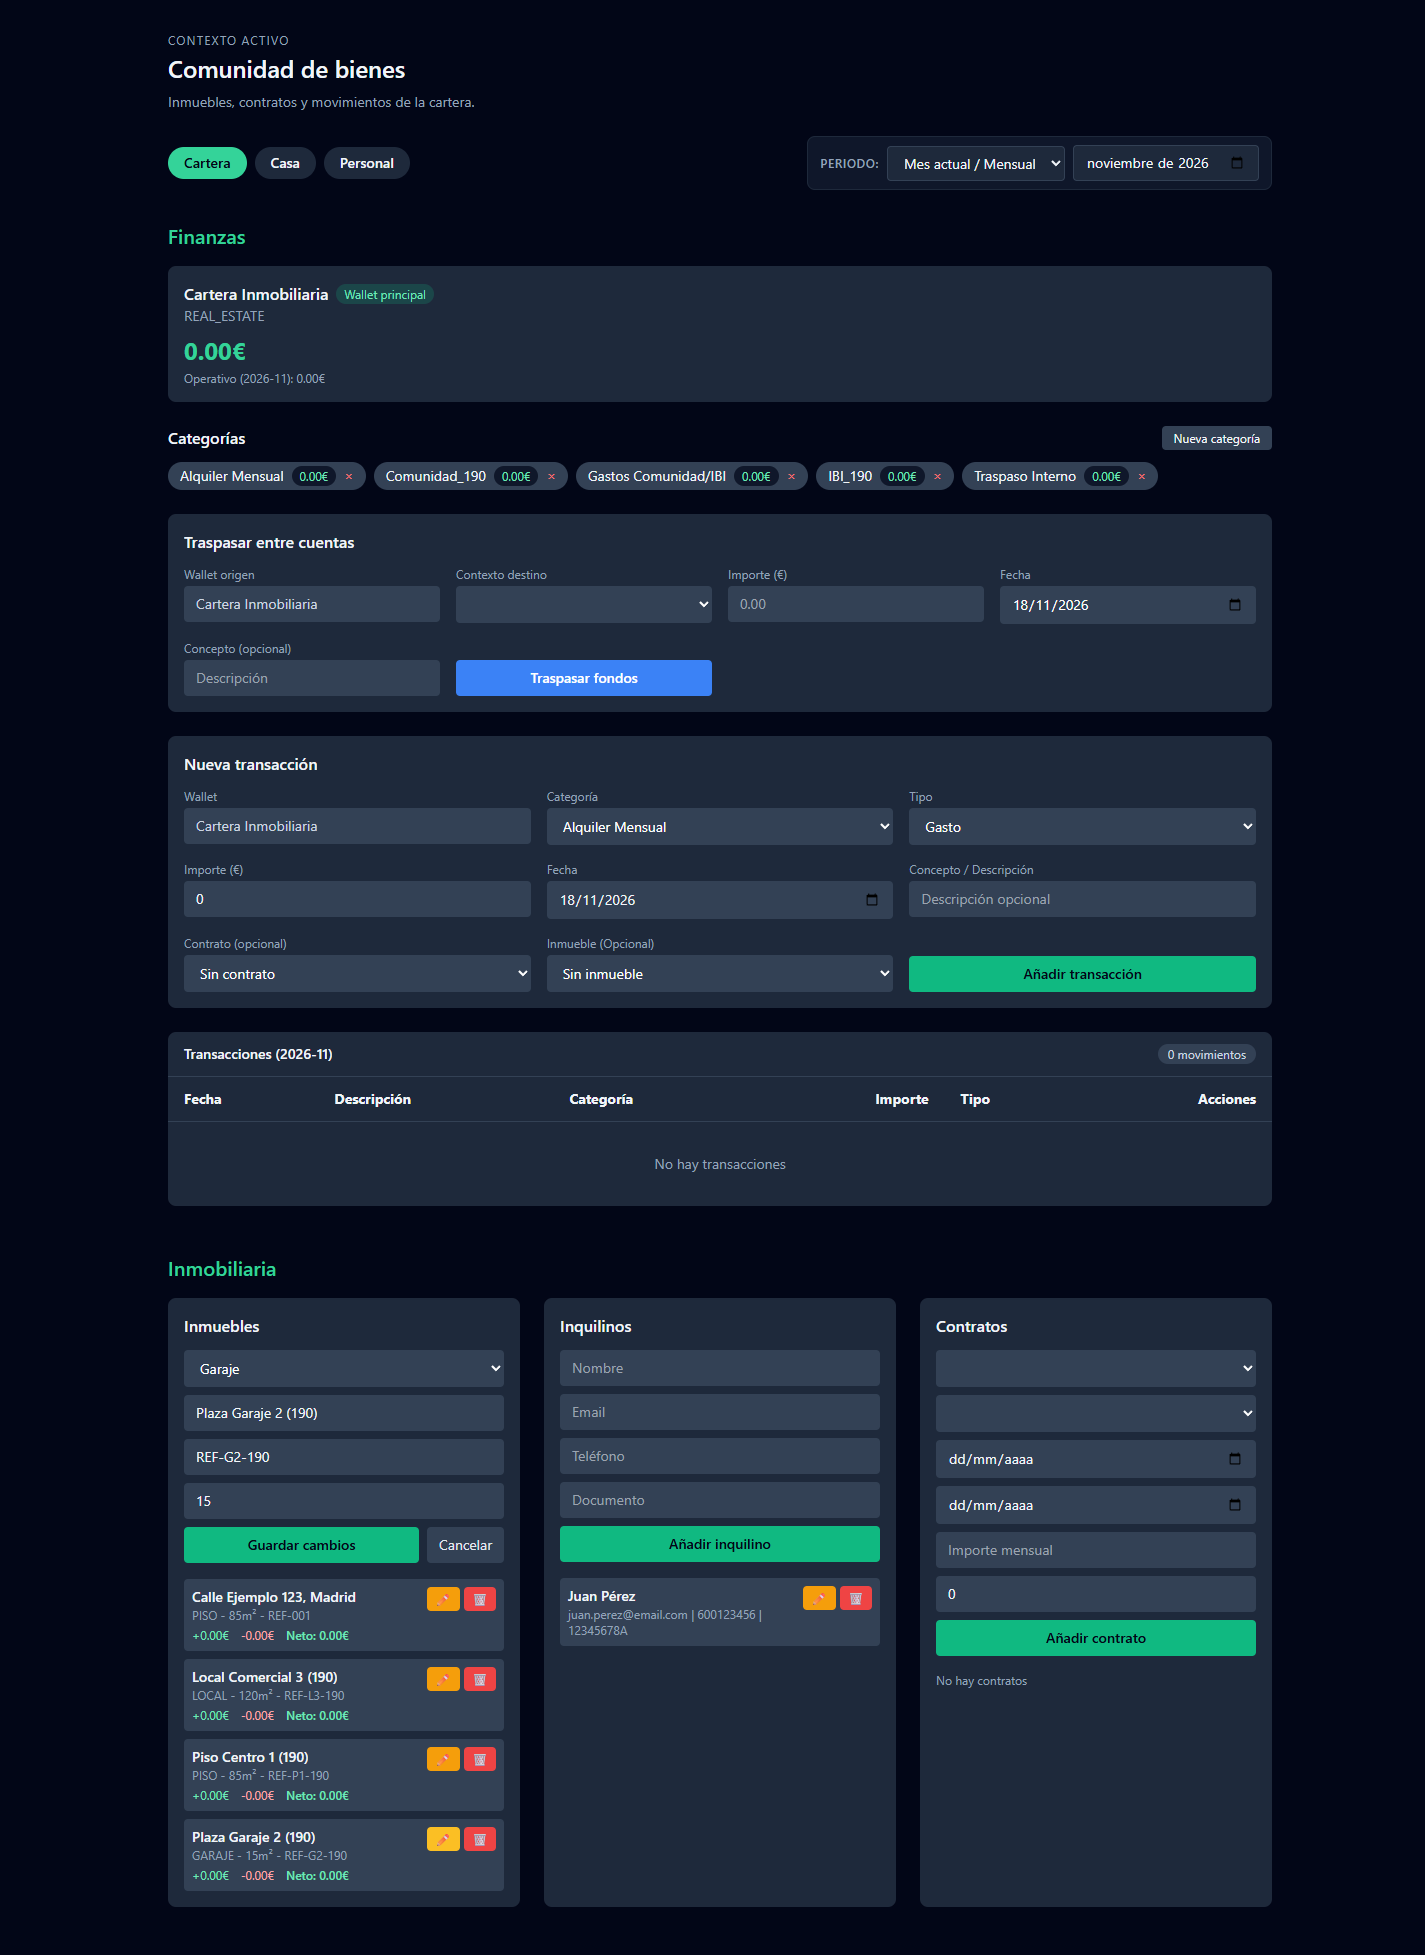 CONTEXTO ACTIVO
Comunidad de bienes
Inmuebles, contratos y movimientos de la cartera.
Cartera Casa Personal
PERIODO: Mes actual / Mensual noviembre de 2026
Finanzas
Cartera Inmobiliaria Wallet principal
REAL_ESTATE
0.00€
Operativo (2026-11): 0.00€
Categorías Nueva categoría
Alquiler Mensual 0.00€ × Comunidad_190 0.00€ × Gastos Comunidad/IBI 0.00€ × IBI_190 0.00€ × Traspaso Interno 0.00€ ×
Traspasar entre cuentas
Wallet origen Contexto destino Importe (€) Fecha
Cartera Inmobiliaria 0.00 18/11/2026
Concepto (opcional)
Descripción Traspasar fondos
Nueva transacción
Wallet Categoría Tipo
Cartera Inmobiliaria Alquiler Mensual Gasto
Importe (€) Fecha Concepto / Descripción
0 18/11/2026 Descripción opcional
Contrato (opcional) Inmueble (Opcional)
Sin contrato Sin inmueble Añadir transacción
Transacciones (2026-11) 0 movimientos
Fecha Descripción Categoría Importe Tipo Acciones
No hay transacciones
Inmobiliaria
Inmuebles
Garaje
Plaza Garaje 2 (190)
REF-G2-190
15
Guardar cambios Cancelar
Calle Ejemplo 123, Madrid
PISO - 85m² - REF-001
+0.00€ -0.00€ Neto: 0.00€
Local Comercial 3 (190)
LOCAL - 120m² - REF-L3-190
+0.00€ -0.00€ Neto: 0.00€
Piso Centro 1 (190)
PISO - 85m² - REF-P1-190
+0.00€ -0.00€ Neto: 0.00€
Plaza Garaje 2 (190)
GARAJE - 15m² - REF-G2-190
+0.00€ -0.00€ Neto: 0.00€
Inquilinos
Nombre
Email
Teléfono
Documento
Añadir inquilino
Juan Pérez
juan.perez@email.com | 600123456 |
12345678A
Contratos
dd/mm/aaaa
dd/mm/aaaa
Importe mensual
0
Añadir contrato
No hay contratos